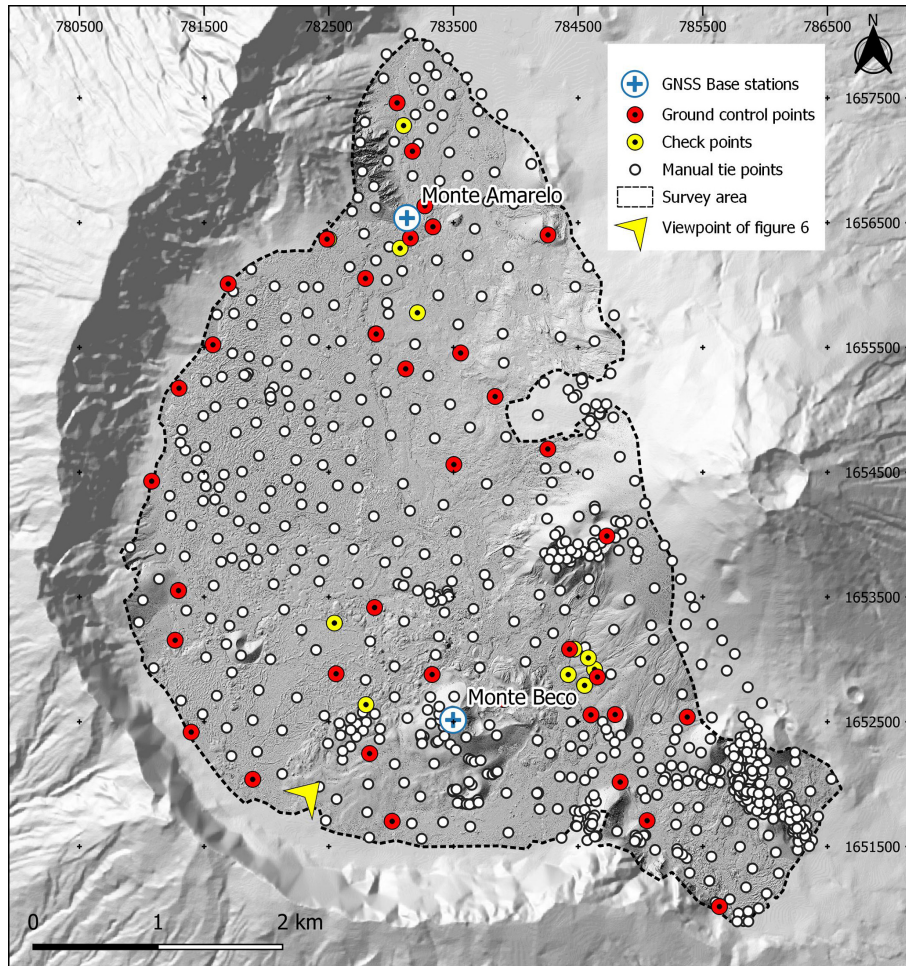 780500 781500 782500 783500 784500 785500 786500
N
GNSS Base stations
Ground control points
Check points
Manual tie points
Survey area
Viewpoint of figure 6
1657500
1656500
1655500
1654500
1653500
1652500
1651500
Monte Amarelo
Monte Beco
0 1 2 km